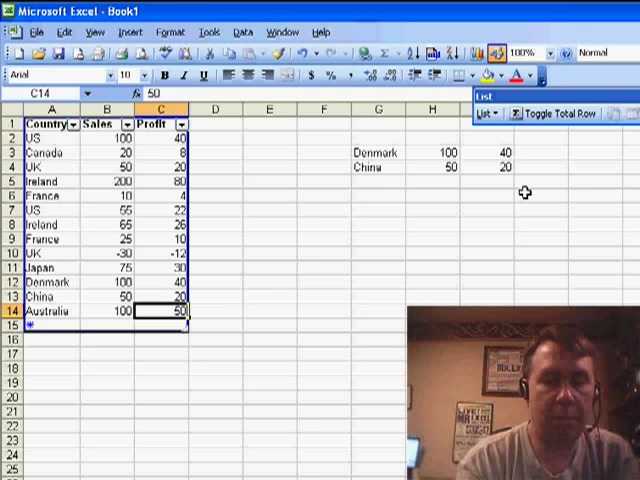 Microsoft Excel - Book1
File Edit View Insert Format Tools Data Window Help
100% Normal
Arial 10 B I U $ % ,
C14 fx 50
List
List Toggle Total Row
A B C D E F G H
1 Country Sales Profit
2 US 100 40
3 Canada 20 8 Denmark 100 40
4 UK 50 20 China 50 20
5 Ireland 200 80
6 France 10 4
7 US 55 22
8 Ireland 65 26
9 France 25 10
10 UK -30 -12
11 Japan 75 30
12 Denmark 100 40
13 China 50 20
14 Australia 100 50
15 *
16
17
18
19
20
21
22
23
24
25